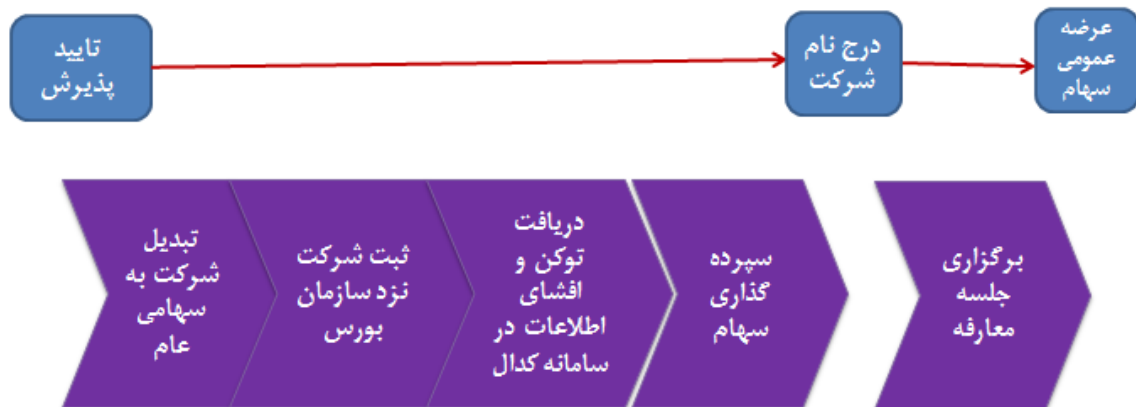 تایید
پذیرش
درج نام
شرکت
عرضه
عمومی
سهام
تبدیل
شرکت به
سهامی
عام
ثبت شرکت
نزد سازمان
بورس
دریافت
توکن و
افشای
اطلاعات در
سامانه کدال
سپرده
گذاری
سهام
برگزاری
جلسه
معارفه